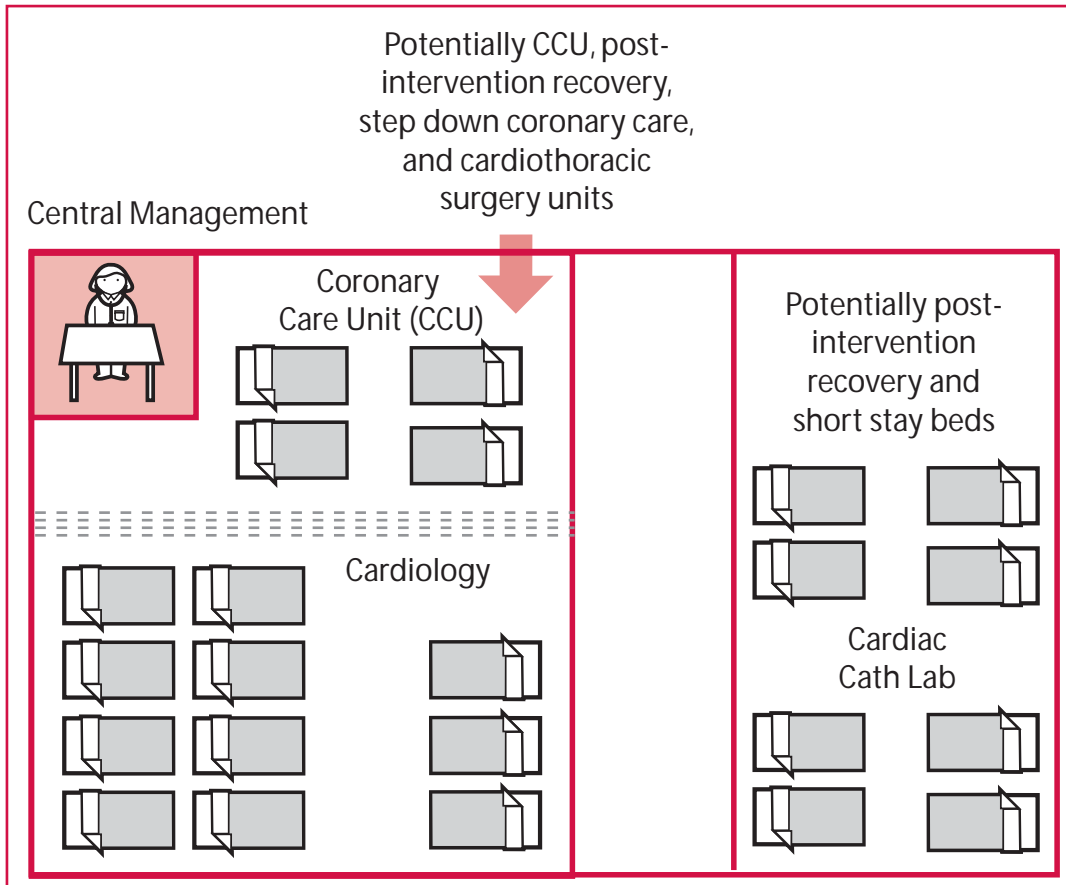 Potentially CCU, post-
intervention recovery,
step down coronary care,
and cardiothoracic
surgery units
Central Management
Coronary
Care Unit (CCU)
Potentially post-
intervention
recovery and
short stay beds
Cardiology
Cardiac
Cath Lab